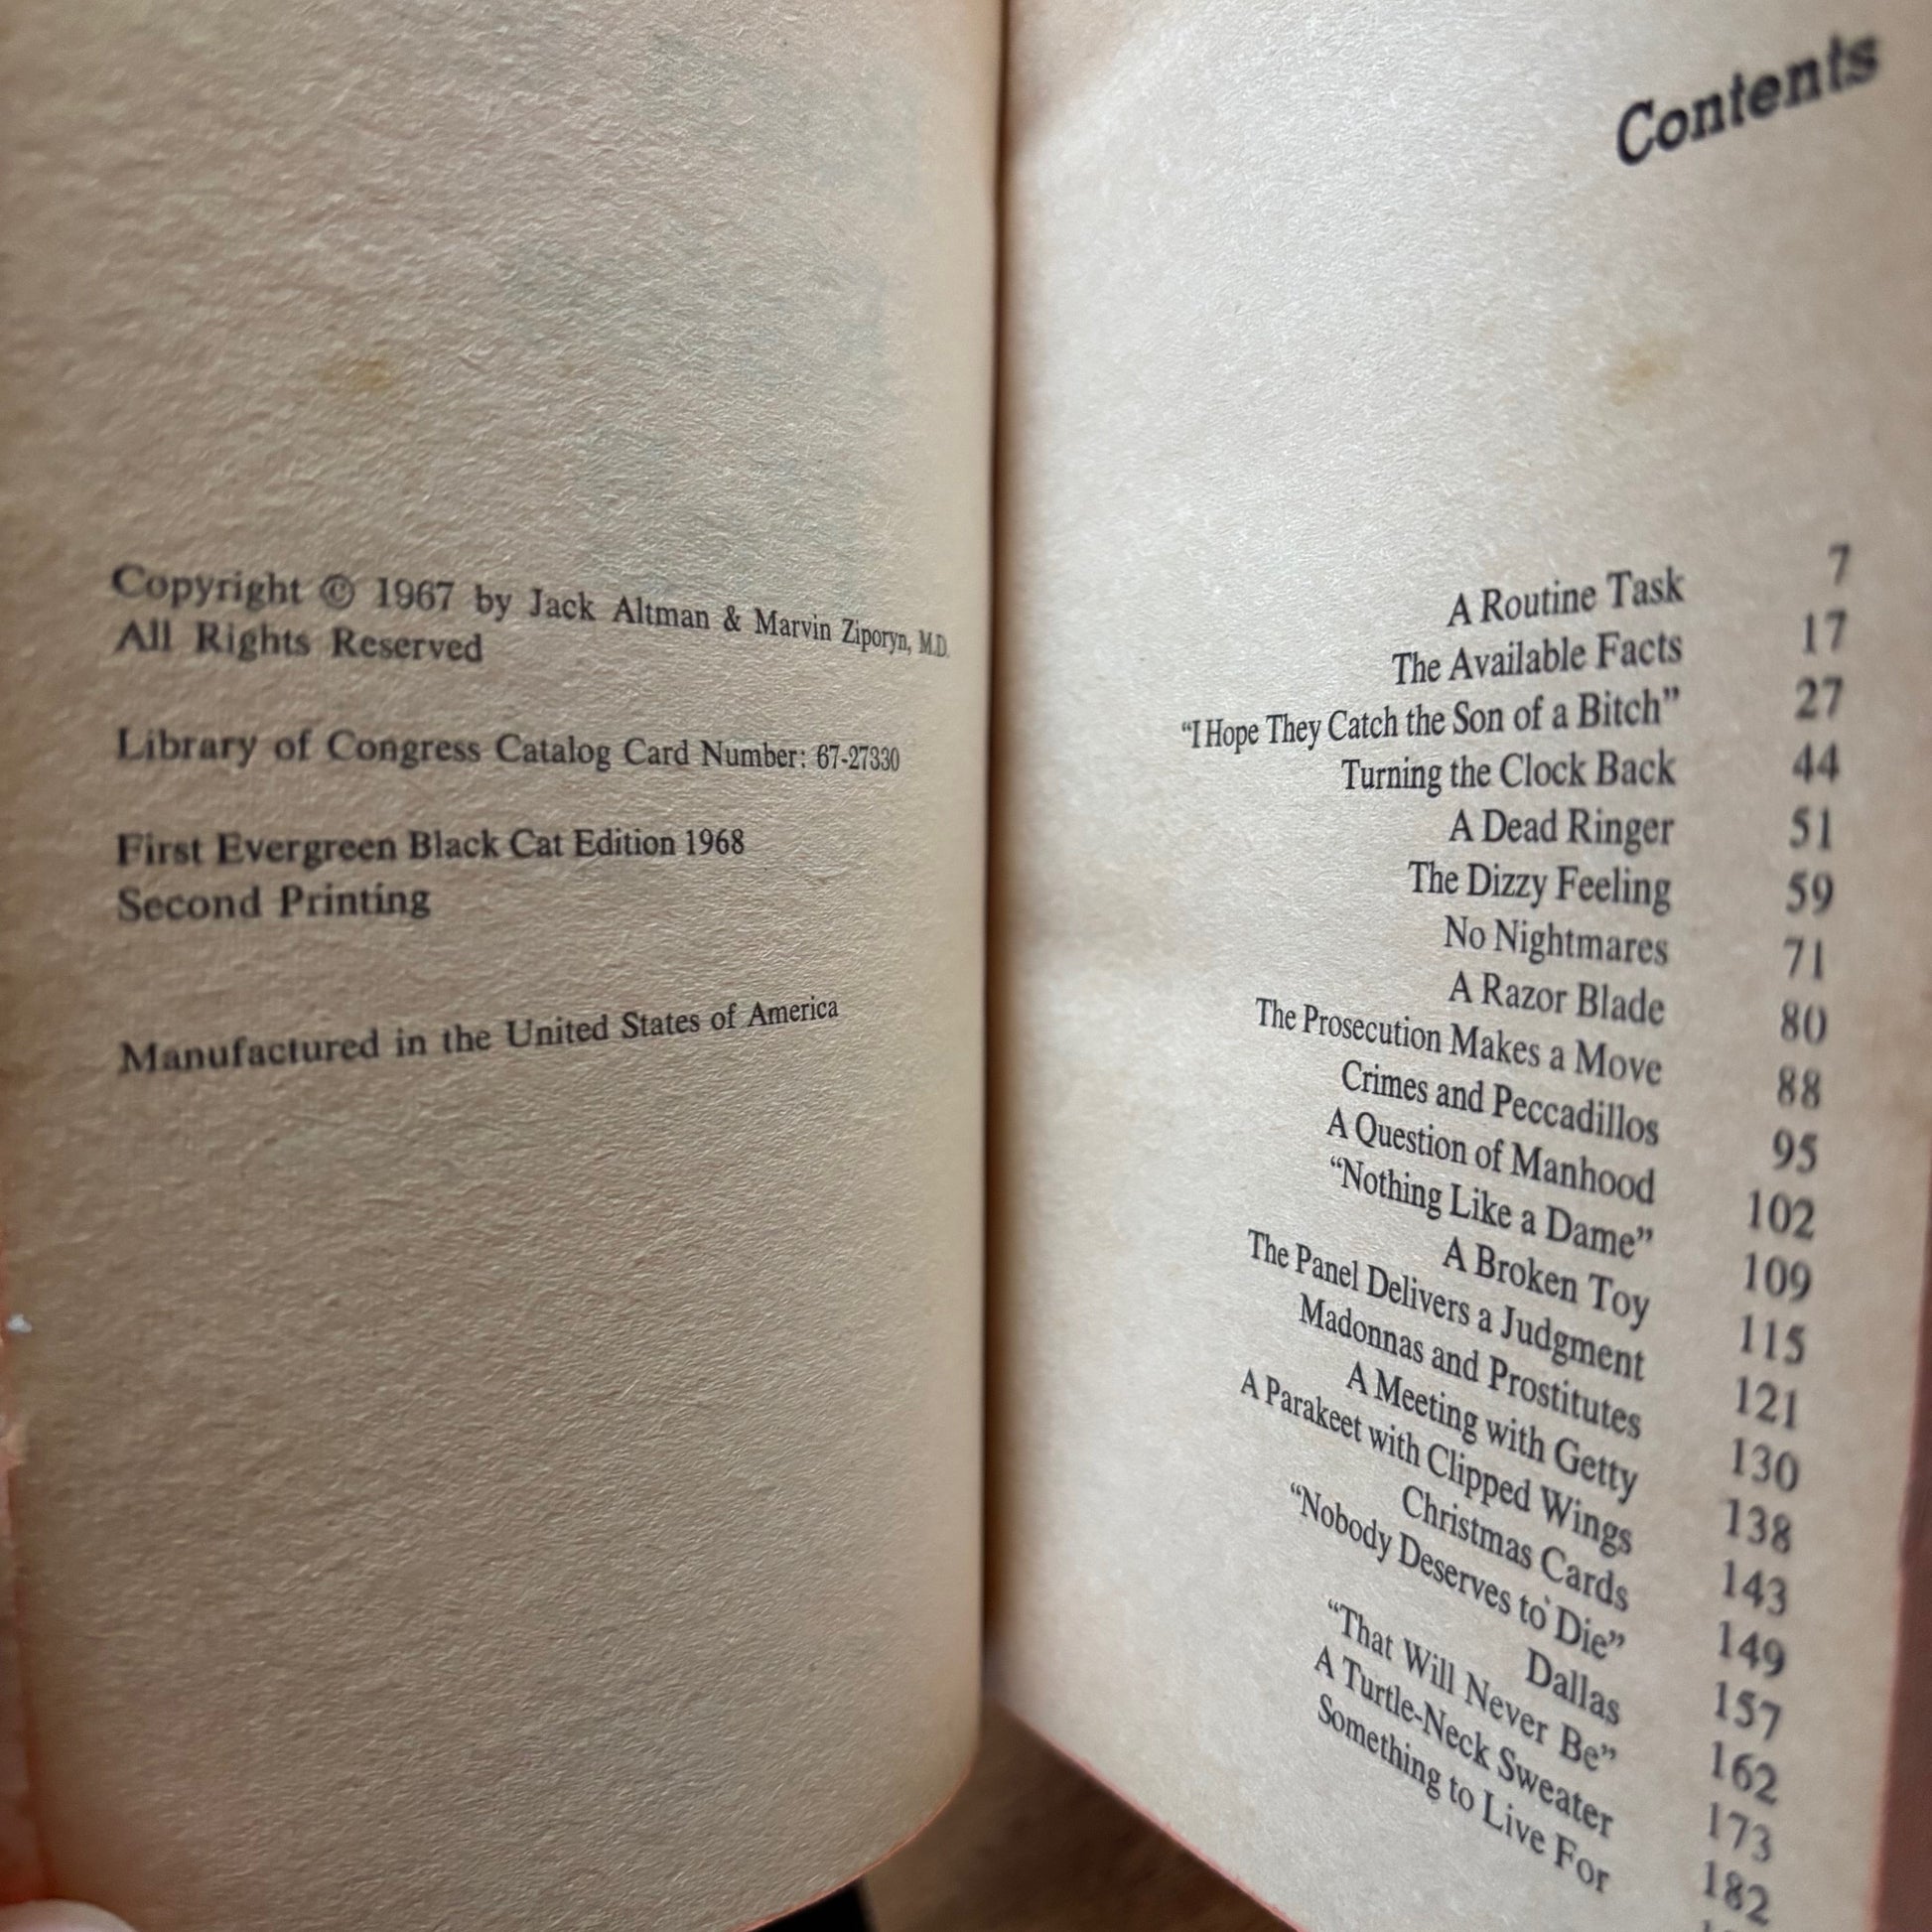 Copyright © 1967 by Jack Altman & Marvin Ziporyn, M.D.
All Rights Reserved
Library of Congress Catalog Card Number: 67-27330
First Evergreen Black Cat Edition 1968
Second Printing
Manufactured in the United States of America
Contents
A Routine Task 7
The Available Facts 17
“I Hope They Catch the Son of a Bitch” 27
Turning the Clock Back 44
A Dead Ringer 51
The Dizzy Feeling 59
No Nightmares 71
A Razor Blade 80
The Prosecution Makes a Move 88
Crimes and Peccadillos 95
A Question of Manhood 102
“Nothing Like a Dame” 109
A Broken Toy 115
The Panel Delivers a Judgment 121
Madonnas and Prostitutes 130
A Meeting with Getty 138
A Parakeet with Clipped Wings 143
Christmas Cards 149
“Nobody Deserves to Die” 157
Dallas 162
“That Will Never Be” 173
A Turtle-Neck Sweater 182
Something to Live For